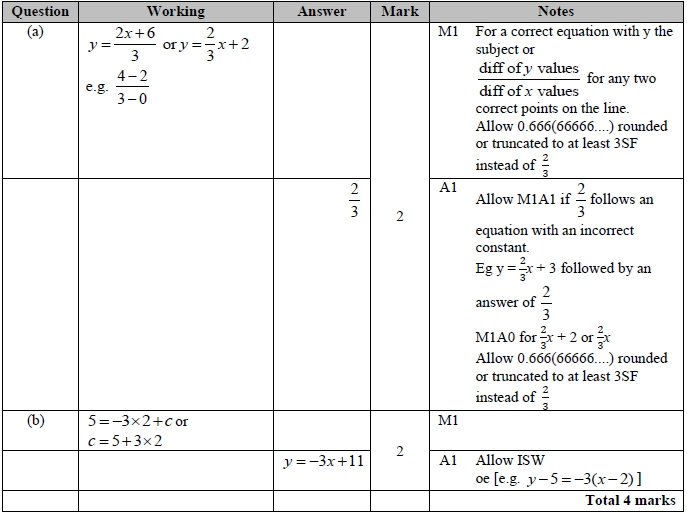 Question Working Answer Mark Notes
(a) y = (2x + 6)/3 or y = 2/3 x + 2 M1 For a correct equation with y the
subject or
e.g. (4 − 2)/(3 − 0) diff of y values/diff of x values for any two
correct points on the line.
Allow 0.666(66666....) rounded
or truncated to at least 3SF
instead of 2/3
2/3 2 A1 Allow M1A1 if 2/3 follows an
equation with an incorrect
constant.
Eg y = 2/3 x + 3 followed by an
answer of 2/3
M1A0 for 2/3 x + 2 or 2/3 x
Allow 0.666(66666....) rounded
or truncated to at least 3SF
instead of 2/3
(b) 5 = −3 × 2 + c or M1
c = 5 + 3 × 2
y = −3x + 11 2 A1 Allow ISW
oe [e.g. y − 5 = −3(x − 2)]
Total 4 marks